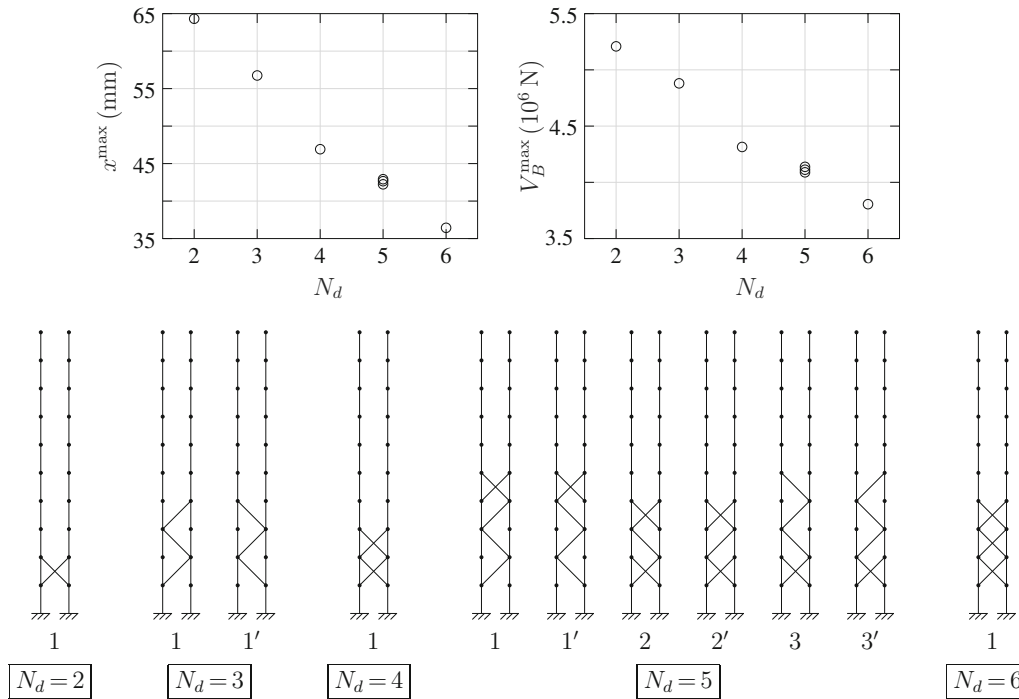 65
55
45
35
x^max (mm)
2 3 4 5 6
N_d
5.5
4.5
3.5
V_B^max (10^6 N)
2 3 4 5 6
N_d
1 1 1′ 1 1 1′ 2 2′ 3 3′ 1
N_d = 2 N_d = 3 N_d = 4 N_d = 5 N_d = 6